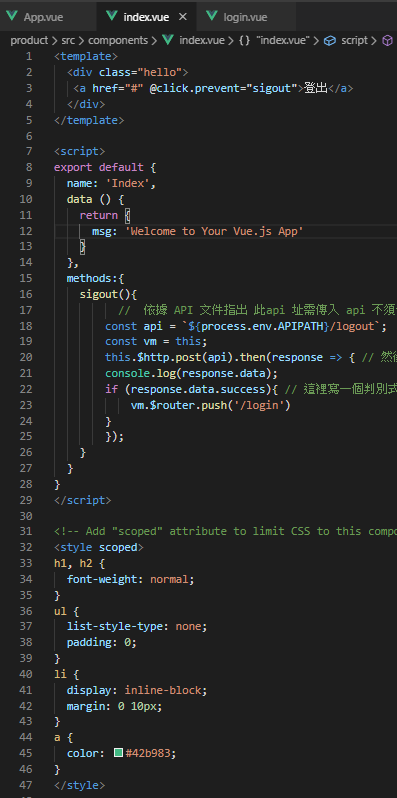 App.vue index.vue × login.vue
product > src > components > index.vue > {} "index.vue" > script >
1 <template>
2 <div class="hello">
3 <a href="#" @click.prevent="sigout">登出</a>
4 </div>
5 </template>
6
7 <script>
8 export default {
9 name: 'Index',
10 data () {
11 return {
12 msg: 'Welcome to Your Vue.js App'
13 }
14 },
15 methods:{
16 sigout(){
17 // 依據 API 文件指出 此api 址需傳入 api 不須
18 const api = `${process.env.APIPATH}/logout`;
19 const vm = this;
20 this.$http.post(api).then(response => { // 然
21 console.log(response.data);
22 if (response.data.success){ // 這裡寫一個判別式
23 vm.$router.push('/login')
24 }
25 });
26 }
27 }
28 }
29 </script>
30
31 <!-- Add "scoped" attribute to limit CSS to this compo
32 <style scoped>
33 h1, h2 {
34 font-weight: normal;
35 }
36 ul {
37 list-style-type: none;
38 padding: 0;
39 }
40 li {
41 display: inline-block;
42 margin: 0 10px;
43 }
44 a {
45 color: #42b983;
46 }
47 </style>